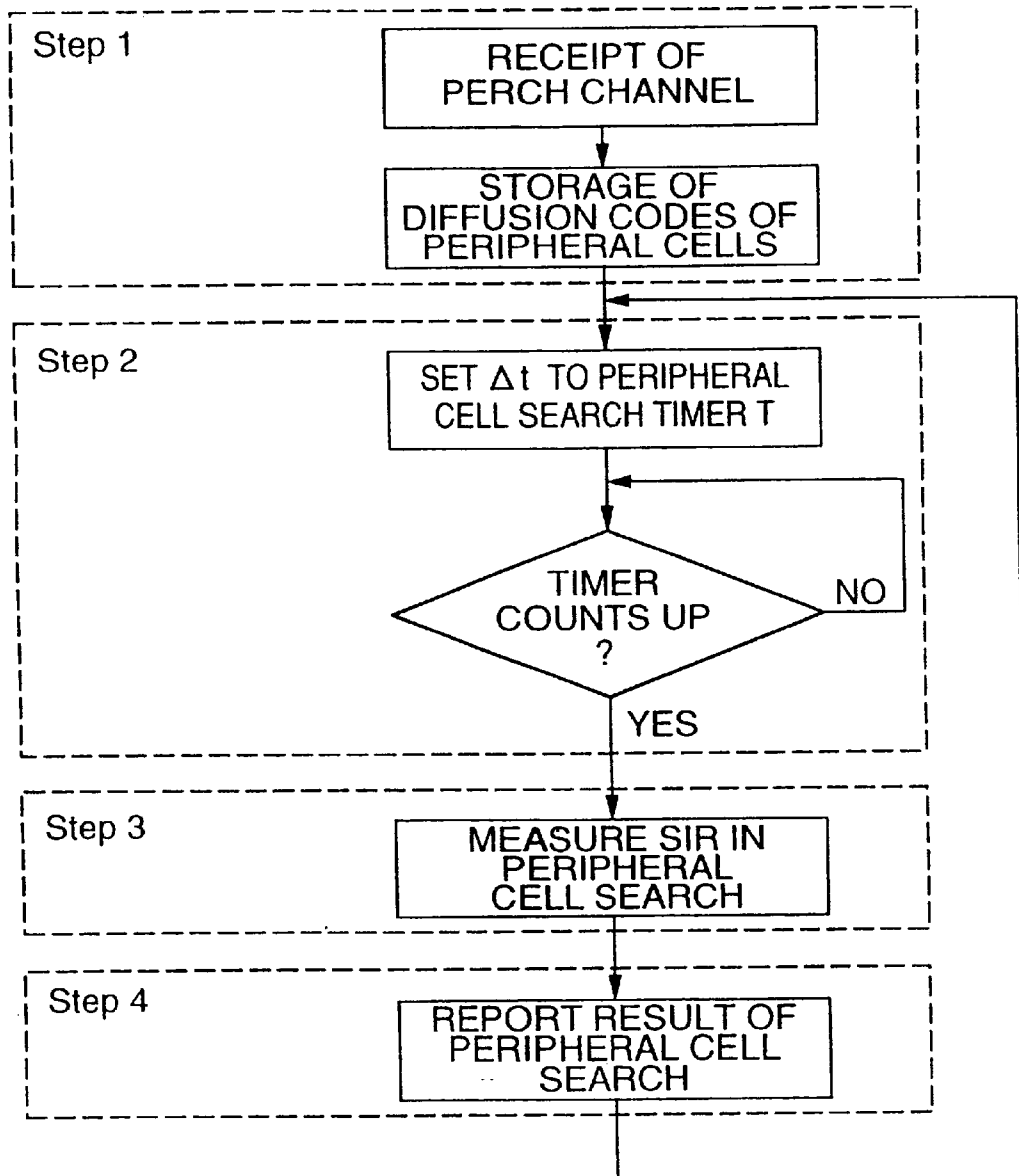 Step 1
RECEIPT OF
PERCH CHANNEL
STORAGE OF
DIFFUSION CODES OF
PERIPHERAL CELLS
Step 2
SET Δt TO PERIPHERAL
CELL SEARCH TIMER T
TIMER
COUNTS UP
?
NO
YES
Step 3
MEASURE SIR IN
PERIPHERAL
CELL SEARCH
Step 4
REPORT RESULT OF
PERIPHERAL CELL
SEARCH